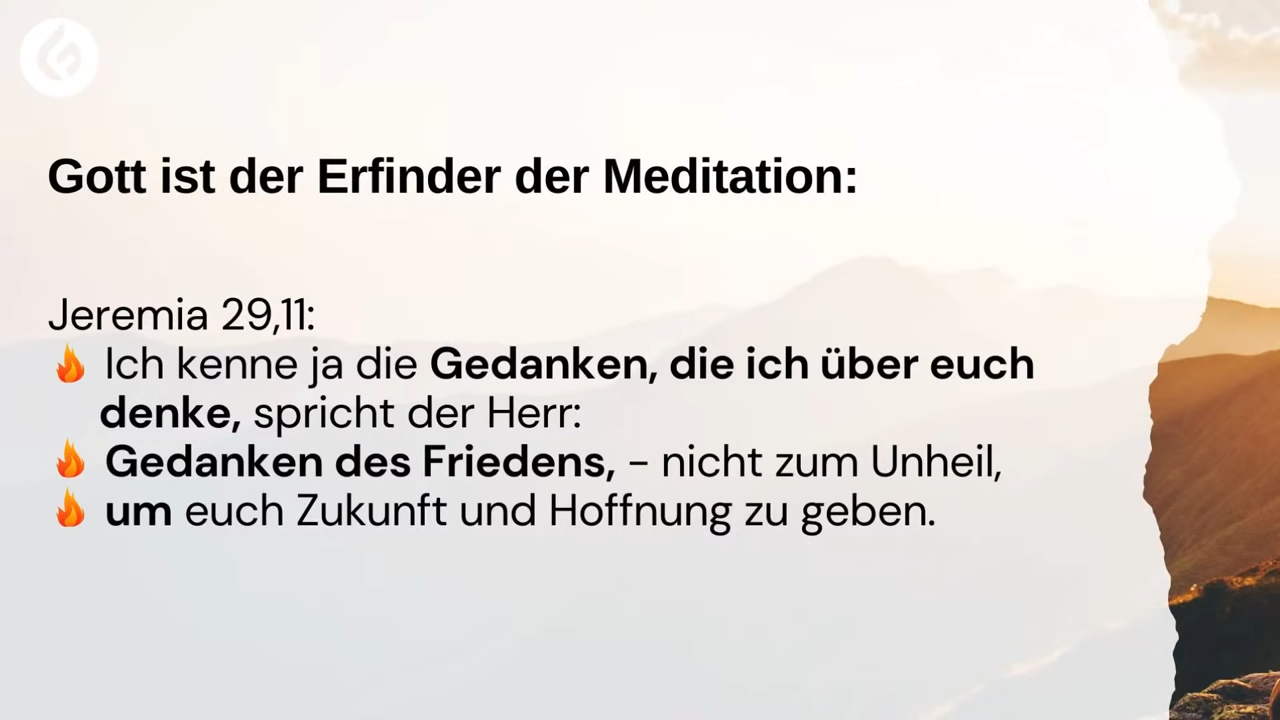 Gott ist der Erfinder der Meditation:
Jeremia 29,11:
🔥 Ich kenne ja die Gedanken, die ich über euch
denke, spricht der Herr:
🔥 Gedanken des Friedens, - nicht zum Unheil,
🔥 um euch Zukunft und Hoffnung zu geben.